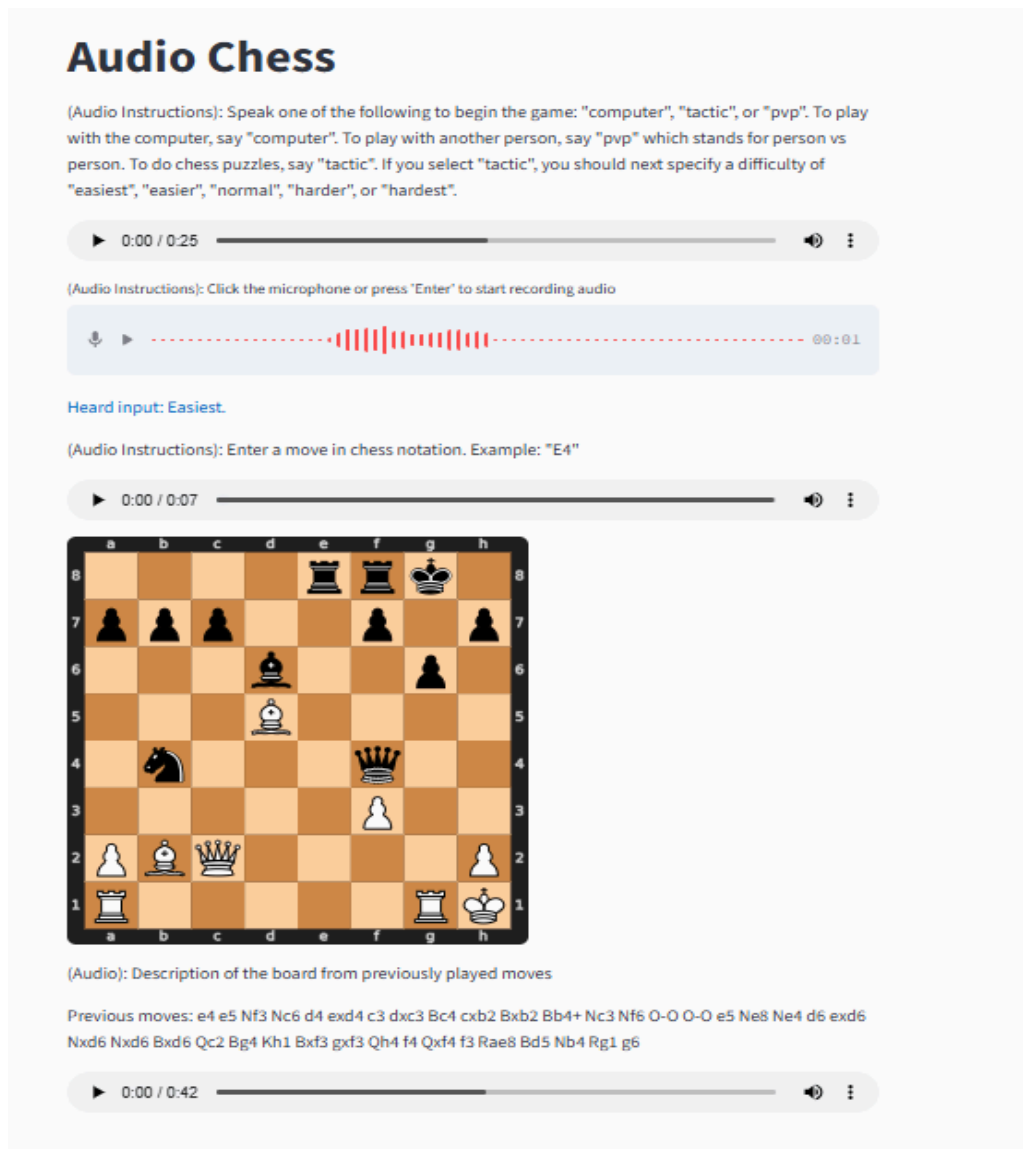 Audio Chess
(Audio Instructions): Speak one of the following to begin the game: "computer", "tactic", or "pvp". To play
with the computer, say "computer". To play with another person, say "pvp" which stands for person vs
person. To do chess puzzles, say "tactic". If you select "tactic", you should next specify a difficulty of
"easiest", "easier", "normal", "harder", or "hardest".
0:00 / 0:25
(Audio Instructions): Click the microphone or press 'Enter' to start recording audio
00:01
Heard input: Easiest.
(Audio Instructions): Enter a move in chess notation. Example: "E4"
0:00 / 0:07
a b c d e f g h
8 8
7 7
6 6
5 5
4 4
3 3
2 2
1 1
a b c d e f g h
(Audio): Description of the board from previously played moves
Previous moves: e4 e5 Nf3 Nc6 d4 exd4 c3 dxc3 Bc4 cxb2 Bxb2 Bb4+ Nc3 Nf6 O-O O-O e5 Ne8 Ne4 d6 exd6
Nxd6 Nxd6 Bxd6 Qc2 Bg4 Kh1 Bxf3 gxf3 Qh4 f4 Qxf4 f3 Rae8 Bd5 Nb4 Rg1 g6
0:00 / 0:42